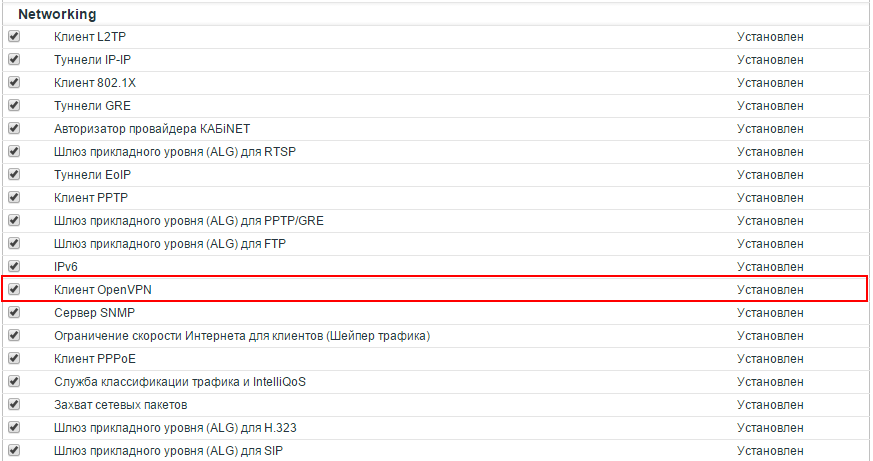 Networking
Клиент L2TP Установлен
Туннели IP-IP Установлен
Клиент 802.1X Установлен
Туннели GRE Установлен
Авторизатор провайдера КАБiNET Установлен
Шлюз прикладного уровня (ALG) для RTSP Установлен
Туннели EoIP Установлен
Клиент PPTP Установлен
Шлюз прикладного уровня (ALG) для PPTP/GRE Установлен
Шлюз прикладного уровня (ALG) для FTP Установлен
IPv6 Установлен
Клиент OpenVPN Установлен
Сервер SNMP Установлен
Ограничение скорости Интернета для клиентов (Шейпер трафика) Установлен
Клиент PPPoE Установлен
Служба классификации трафика и IntelliQoS Установлен
Захват сетевых пакетов Установлен
Шлюз прикладного уровня (ALG) для H.323 Установлен
Шлюз прикладного уровня (ALG) для SIP Установлен